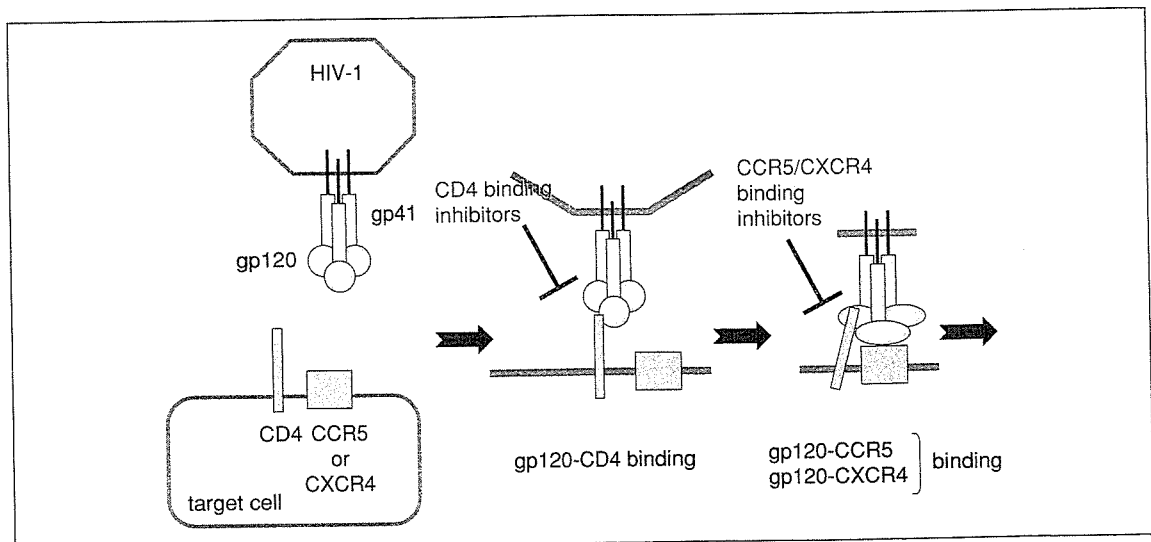 HIV-1
gp41
gp120
CD4 CCR5
or
CXCR4
target cell
CD4 binding
inhibitors
gp120-CD4 binding
CCR5/CXCR4
binding
inhibitors
gp120-CCR5
gp120-CXCR4
binding